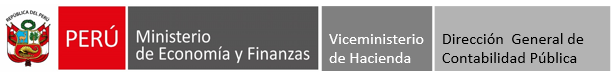 REPÚBLICA DEL PERÚ
PERÚ
Ministerio
de Economía y Finanzas
Viceministerio
de Hacienda
Dirección General de
Contabilidad Pública